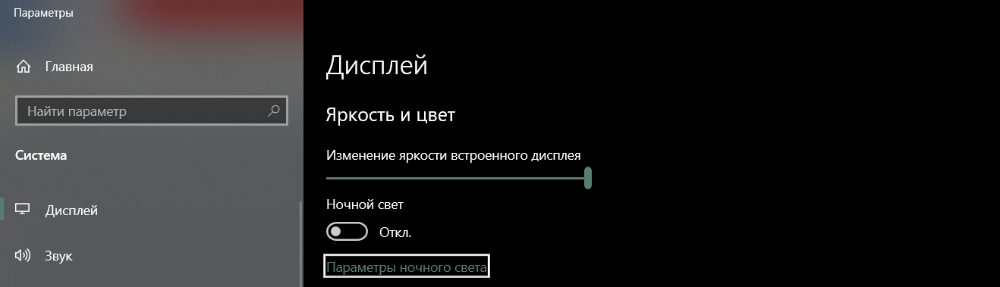 Параметры
Главная
Найти параметр
Система
Дисплей
Звук
Дисплей
Яркость и цвет
Изменение яркости встроенного дисплея
Ночной свет
Откл.
Параметры ночного света